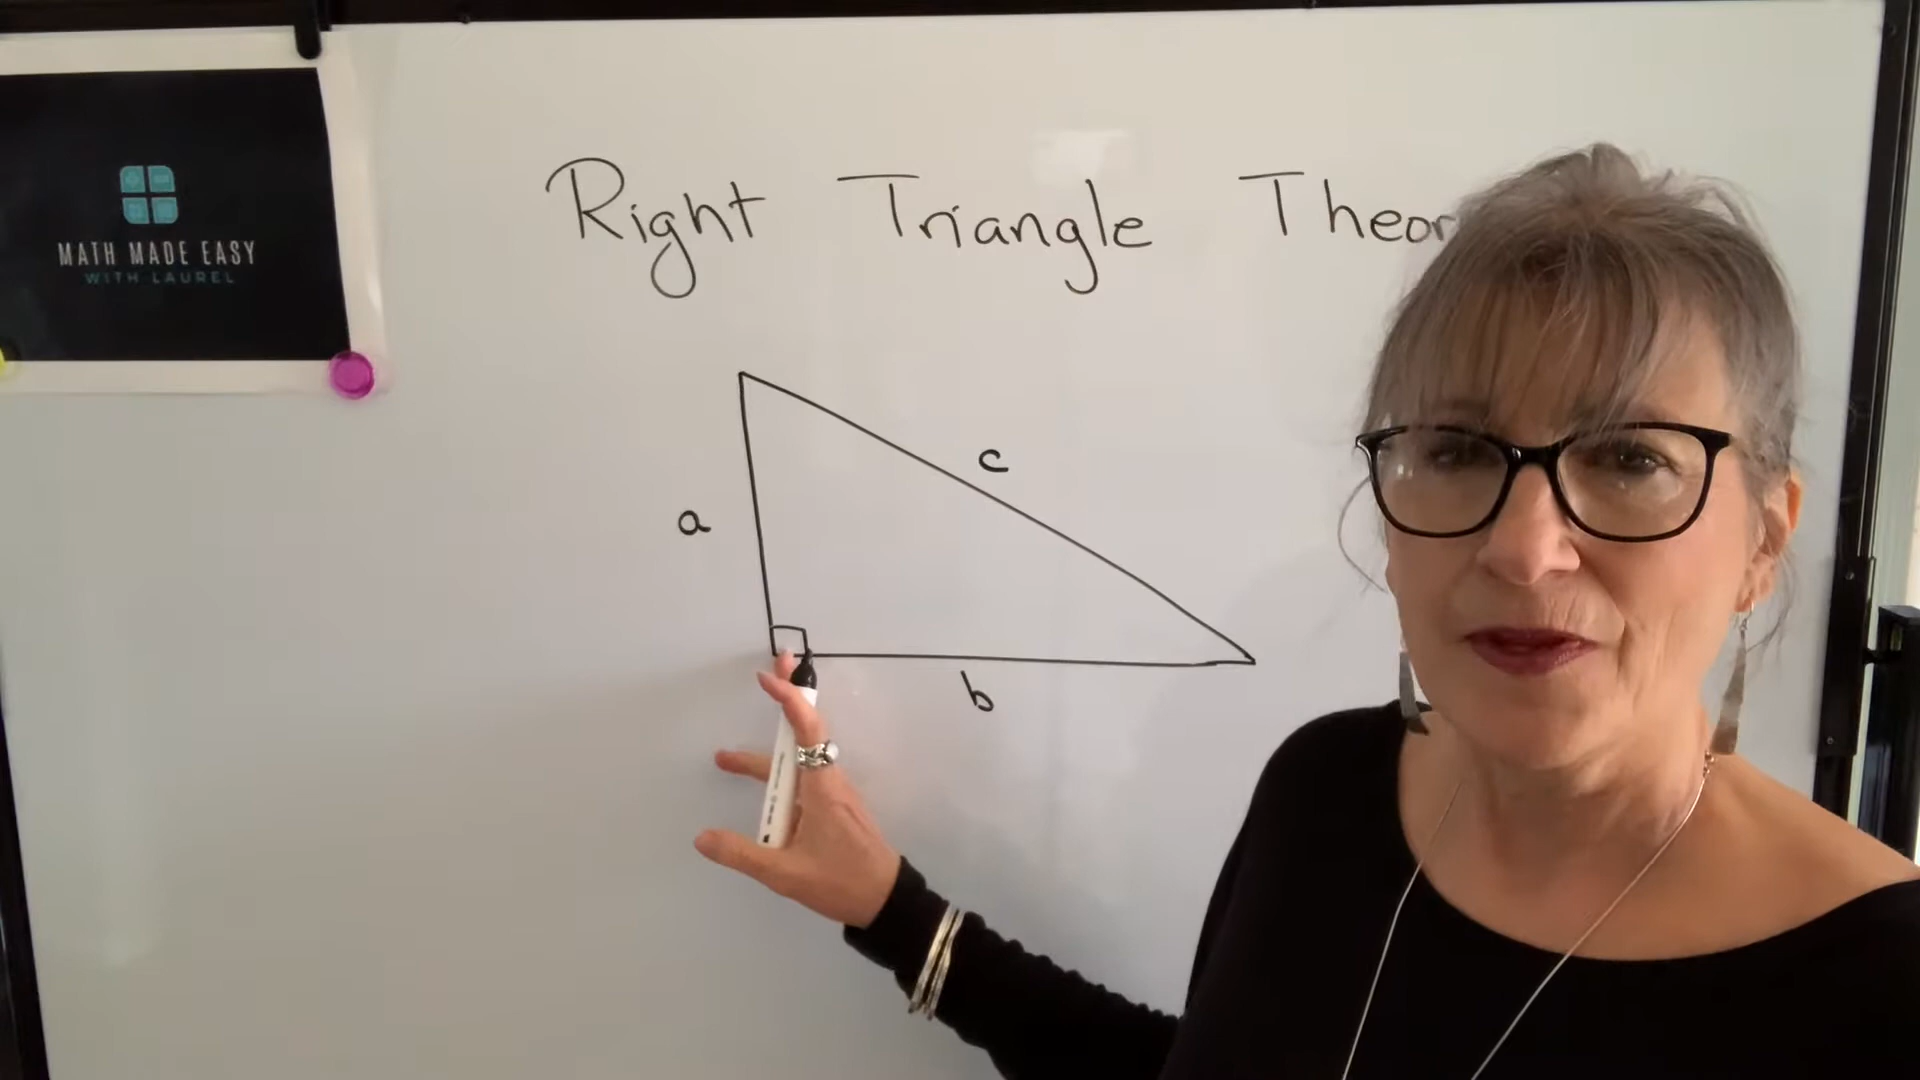 MATH MADE EASY
WITH LAUREL
Right Triangle Theor
c
a
b